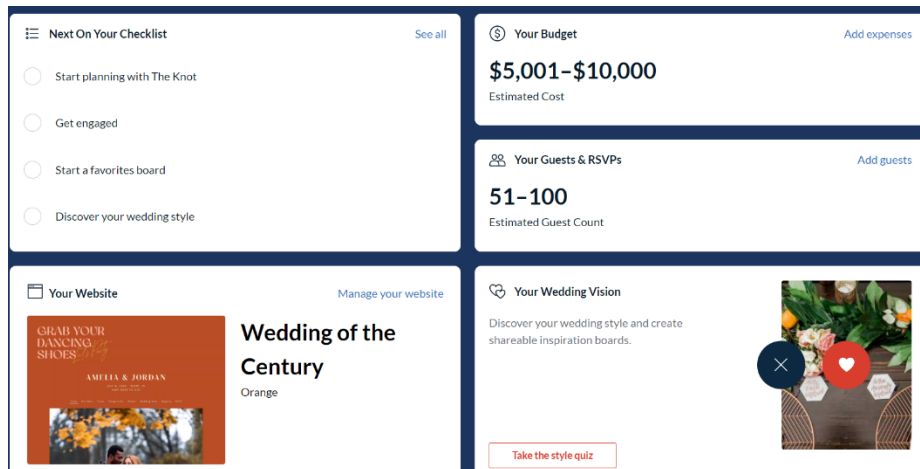 Next On Your Checklist
See all
Start planning with The Knot
Get engaged
Start a favorites board
Discover your wedding style
Your Budget
Add expenses
$5,001–$10,000
Estimated Cost
Your Guests & RSVPs
Add guests
51–100
Estimated Guest Count
Your Website
Manage your website
GRAB YOUR
DANCING
SHOES
AMELIA & JORDAN
Wedding of the
Century
Orange
Your Wedding Vision
Discover your wedding style and create
shareable inspiration boards.
Take the style quiz